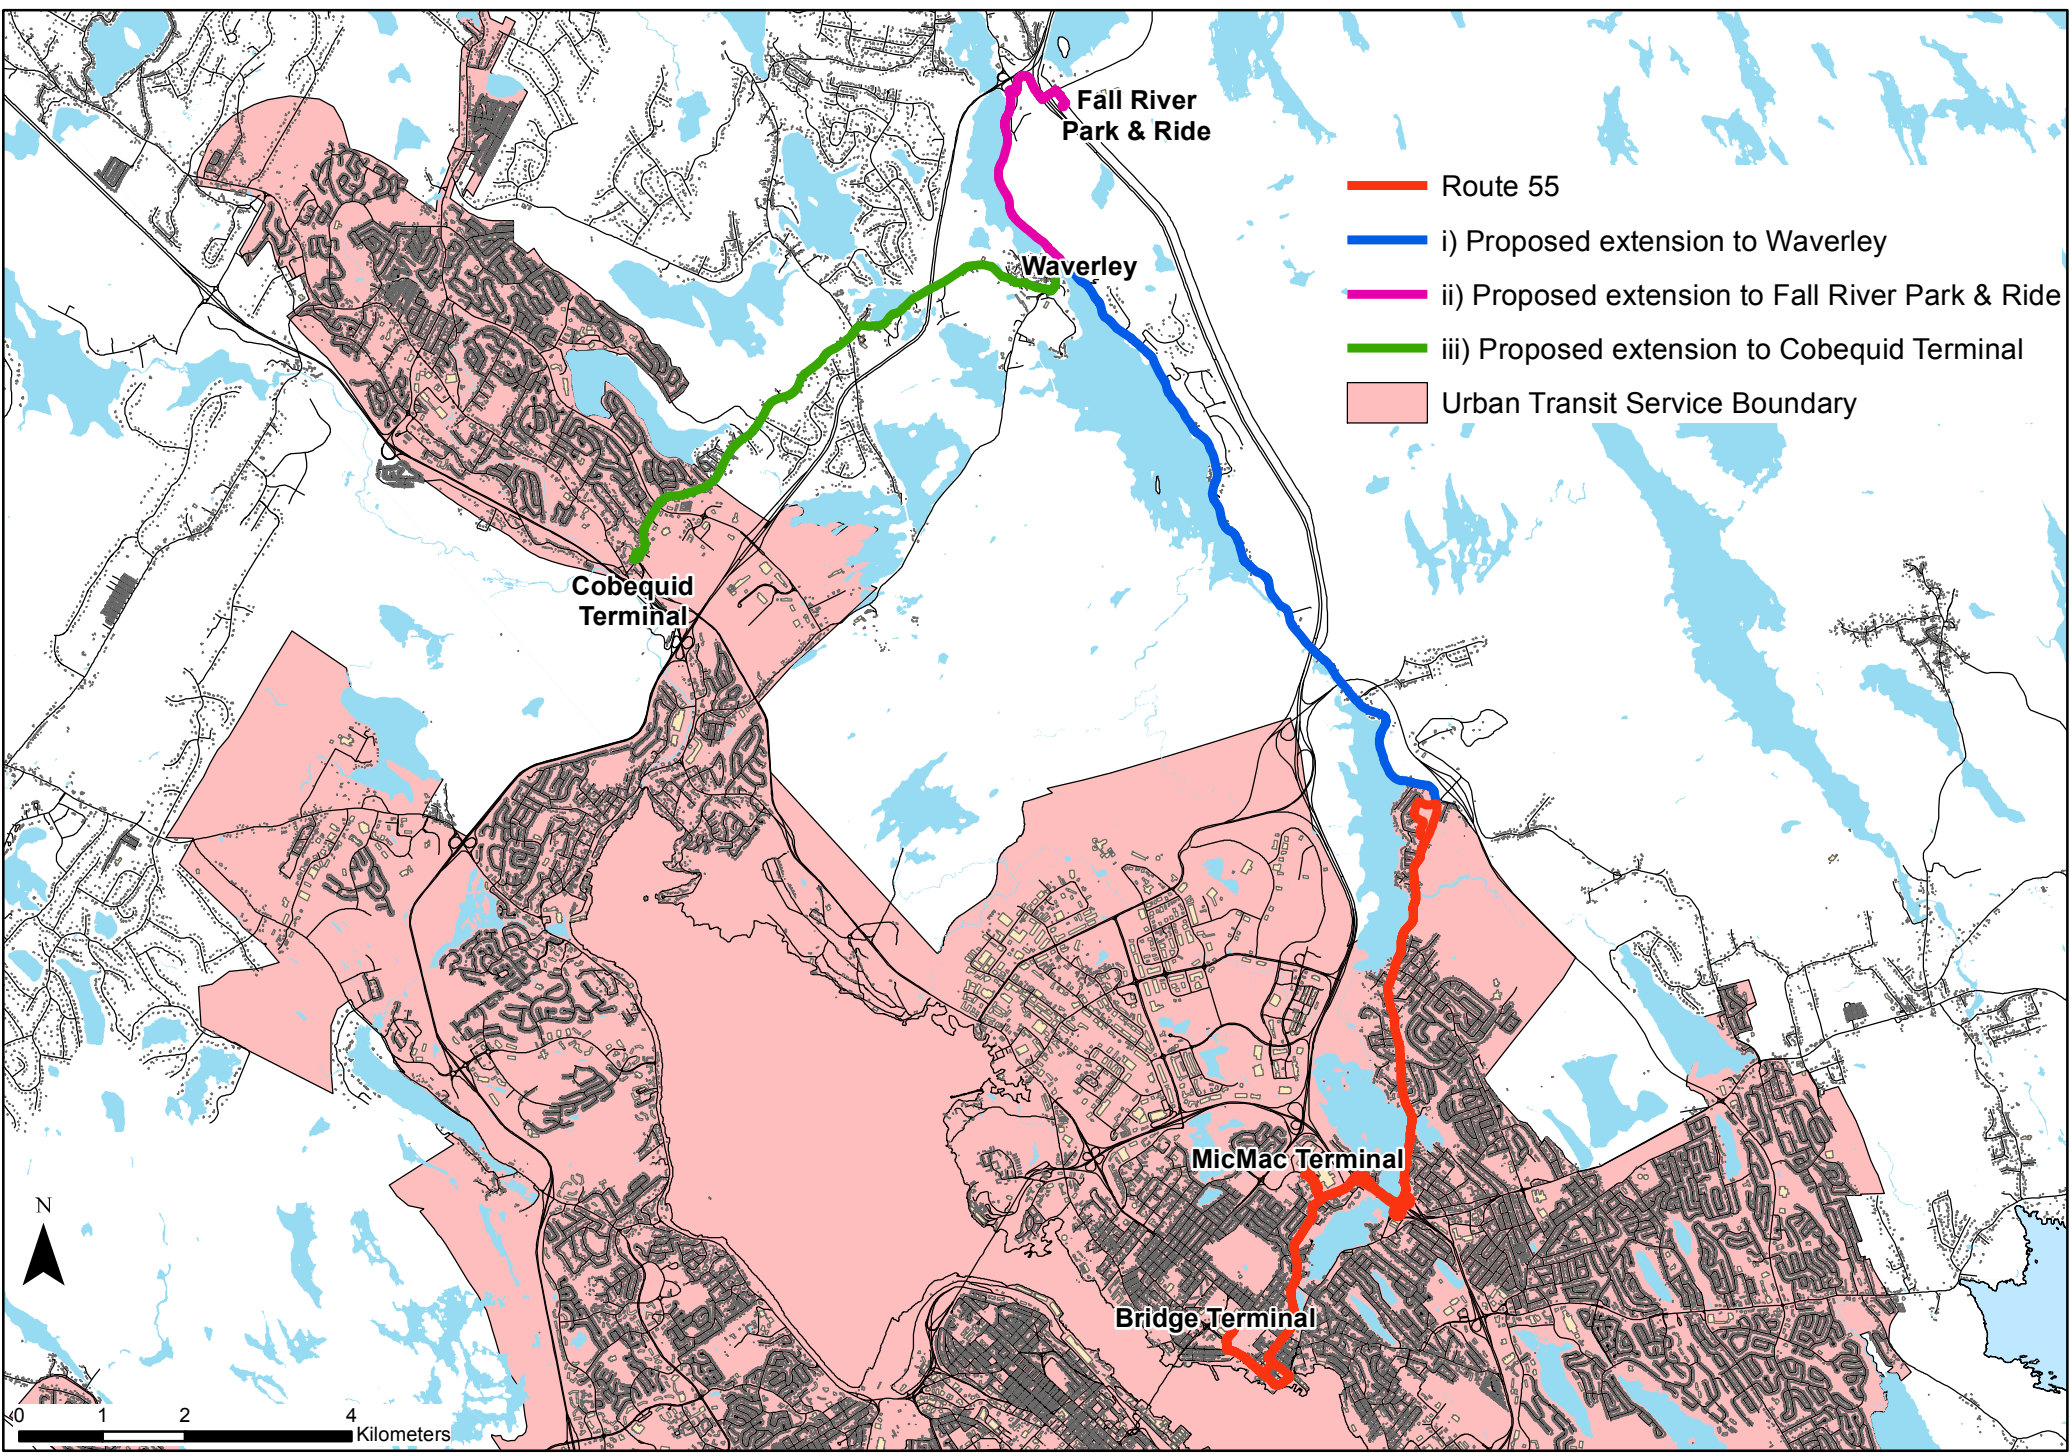 Fall River
Park & Ride
Route 55
i) Proposed extension to Waverley
ii) Proposed extension to Fall River Park & Ride
iii) Proposed extension to Cobequid Terminal
Urban Transit Service Boundary
Waverley
Cobequid
Terminal
MicMac Terminal
Bridge Terminal
N
0 1 2 4
Kilometers